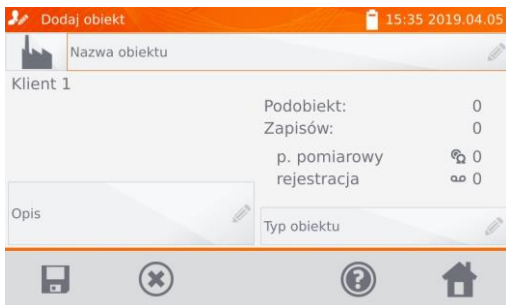 Dodaj obiekt 15:35 2019.04.05
Nazwa obiektu
Klient 1
Podobiekt: 0
Zapisów: 0
p. pomiarowy 0
rejestracja 0
Opis
Typ obiektu